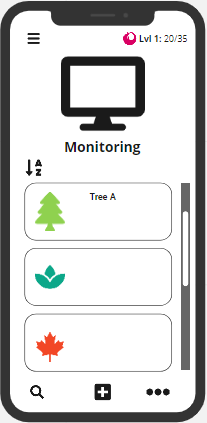 Lvl 1: 20/35
Monitoring
A
Z
Tree A